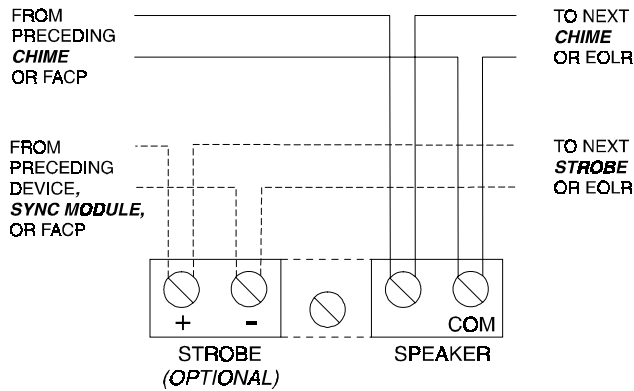 FROM
PRECEDING
CHIME
OR FACP
TO NEXT
CHIME
OR EOLR
FROM
PRECEDING
DEVICE,
SYNC MODULE,
OR FACP
TO NEXT
STROBE
OR EOLR
+ -
COM
STROBE
(OPTIONAL)
SPEAKER